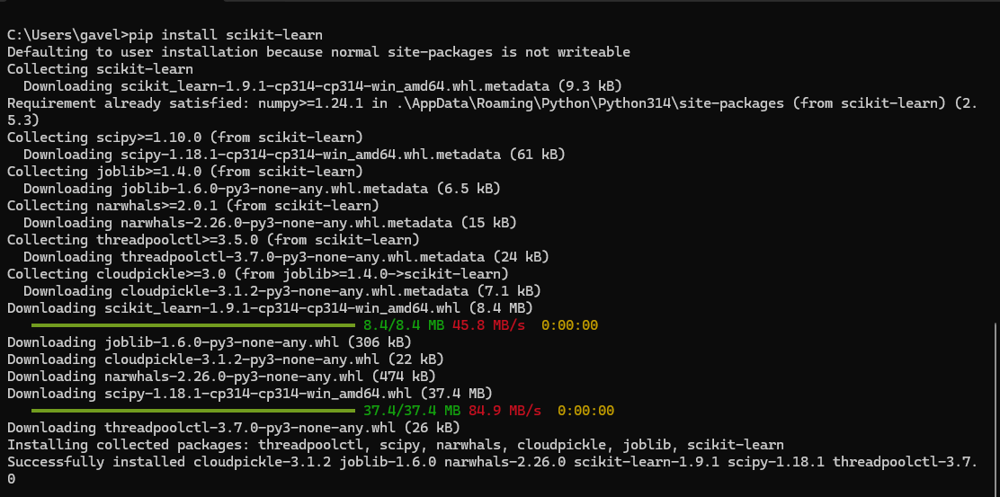 C:\Users\gavel>pip install scikit-learn
Defaulting to user installation because normal site-packages is not writeable
Collecting scikit-learn
  Downloading scikit_learn-1.9.1-cp314-cp314-win_amd64.whl.metadata (9.3 kB)
Requirement already satisfied: numpy>=1.24.1 in .\AppData\Roaming\Python\Python314\site-packages (from scikit-learn) (2.
5.3)
Collecting scipy>=1.10.0 (from scikit-learn)
  Downloading scipy-1.18.1-cp314-cp314-win_amd64.whl.metadata (61 kB)
Collecting joblib>=1.4.0 (from scikit-learn)
  Downloading joblib-1.6.0-py3-none-any.whl.metadata (6.5 kB)
Collecting narwhals>=2.0.1 (from scikit-learn)
  Downloading narwhals-2.26.0-py3-none-any.whl.metadata (15 kB)
Collecting threadpoolctl>=3.5.0 (from scikit-learn)
  Downloading threadpoolctl-3.7.0-py3-none-any.whl.metadata (24 kB)
Collecting cloudpickle>=3.0 (from joblib>=1.4.0->scikit-learn)
  Downloading cloudpickle-3.1.2-py3-none-any.whl.metadata (7.1 kB)
Downloading scikit_learn-1.9.1-cp314-cp314-win_amd64.whl (8.4 MB)
8.4/8.4 MB 45.8 MB/s  0:00:00
Downloading joblib-1.6.0-py3-none-any.whl (306 kB)
Downloading cloudpickle-3.1.2-py3-none-any.whl (22 kB)
Downloading narwhals-2.26.0-py3-none-any.whl (474 kB)
Downloading scipy-1.18.1-cp314-cp314-win_amd64.whl (37.4 MB)
37.4/37.4 MB 84.9 MB/s  0:00:00
Downloading threadpoolctl-3.7.0-py3-none-any.whl (26 kB)
Installing collected packages: threadpoolctl, scipy, narwhals, cloudpickle, joblib, scikit-learn
Successfully installed cloudpickle-3.1.2 joblib-1.6.0 narwhals-2.26.0 scikit-learn-1.9.1 scipy-1.18.1 threadpoolctl-3.7.
0